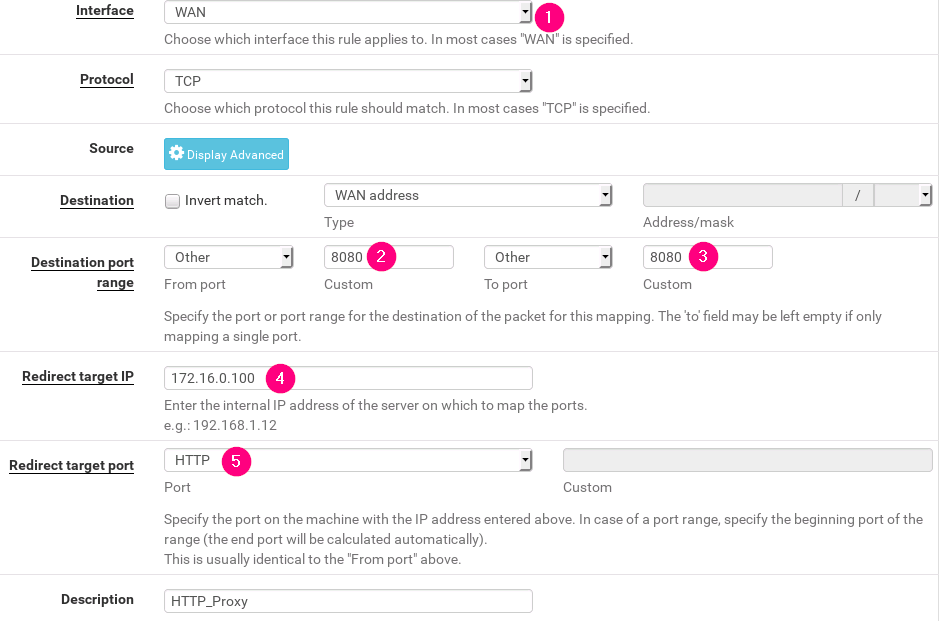 Interface WAN 1
Choose which interface this rule applies to. In most cases "WAN" is specified.
Protocol TCP
Choose which protocol this rule should match. In most cases "TCP" is specified.
Source Display Advanced
Destination Invert match. WAN address /
Type Address/mask
Destination port range Other 8080 2 Other 8080 3
From port Custom To port Custom
Specify the port or port range for the destination of the packet for this mapping. The 'to' field may be left empty if only
mapping a single port.
Redirect target IP 172.16.0.100 4
Enter the internal IP address of the server on which to map the ports.
e.g.: 192.168.1.12
Redirect target port HTTP 5
Port Custom
Specify the port on the machine with the IP address entered above. In case of a port range, specify the beginning port of the
range (the end port will be calculated automatically).
This is usually identical to the "From port" above.
Description HTTP_Proxy